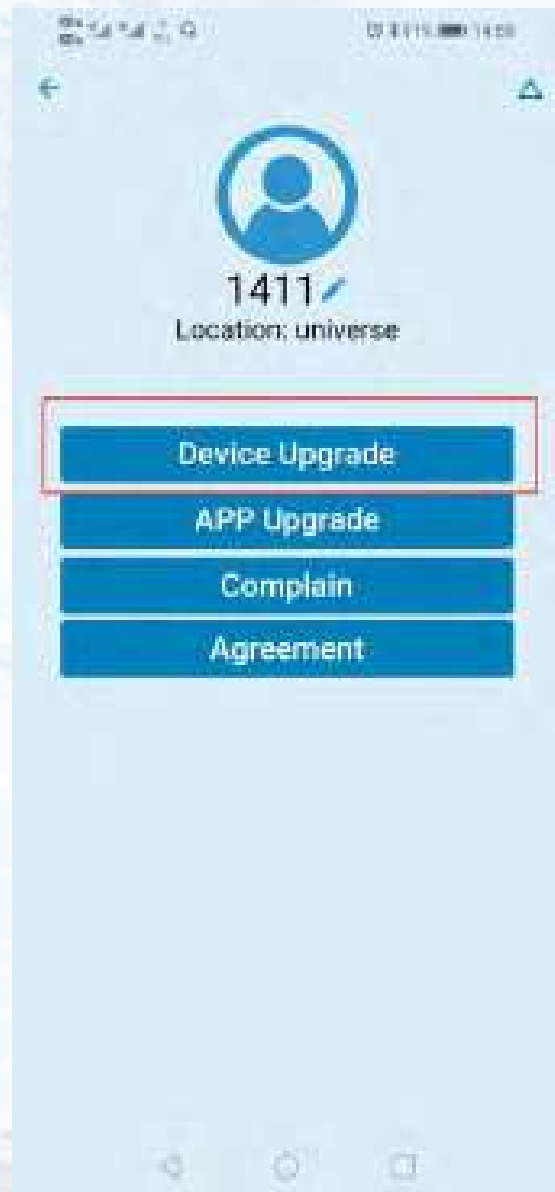 1411
Location: universe
Device Upgrade
APP Upgrade
Complain
Agreement